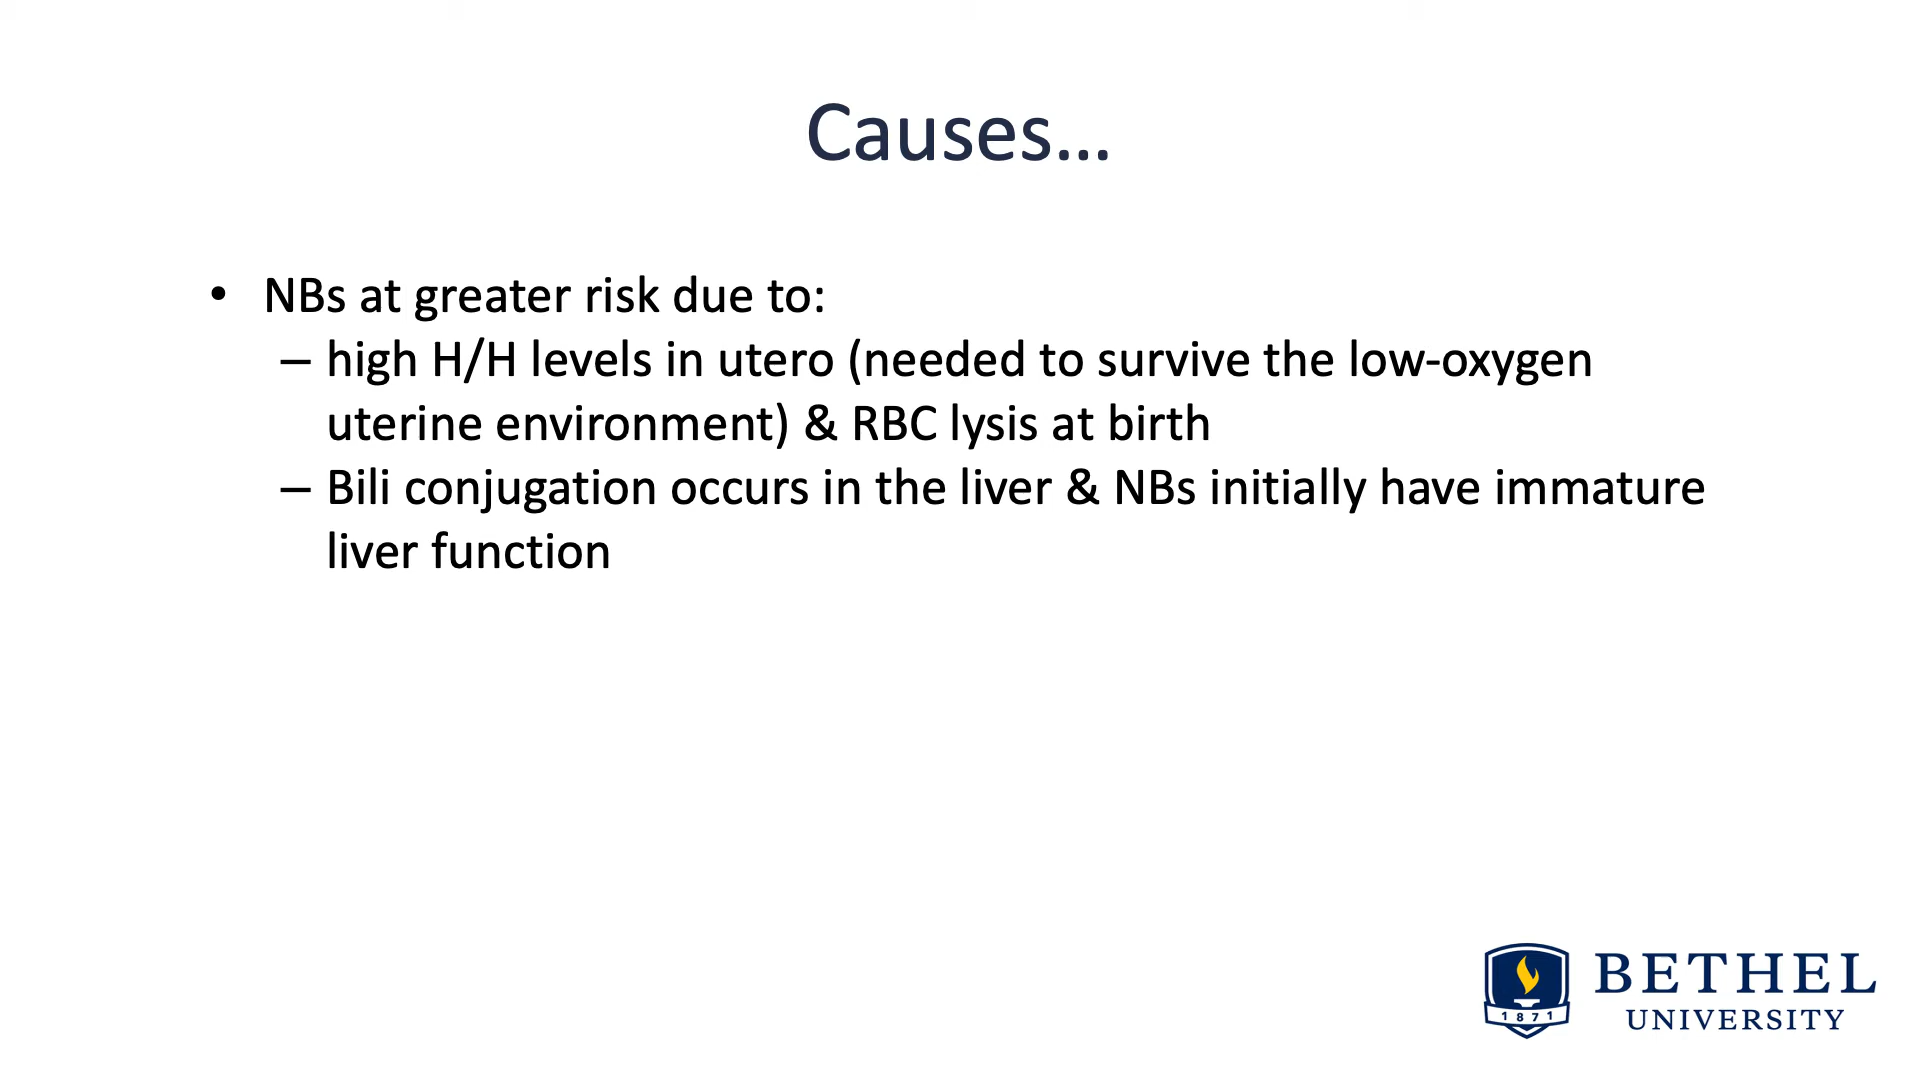 Causes...
• NBs at greater risk due to:
– high H/H levels in utero (needed to survive the low-oxygen
uterine environment) & RBC lysis at birth
– Bili conjugation occurs in the liver & NBs initially have immature
liver function
1871
BETHEL
UNIVERSITY